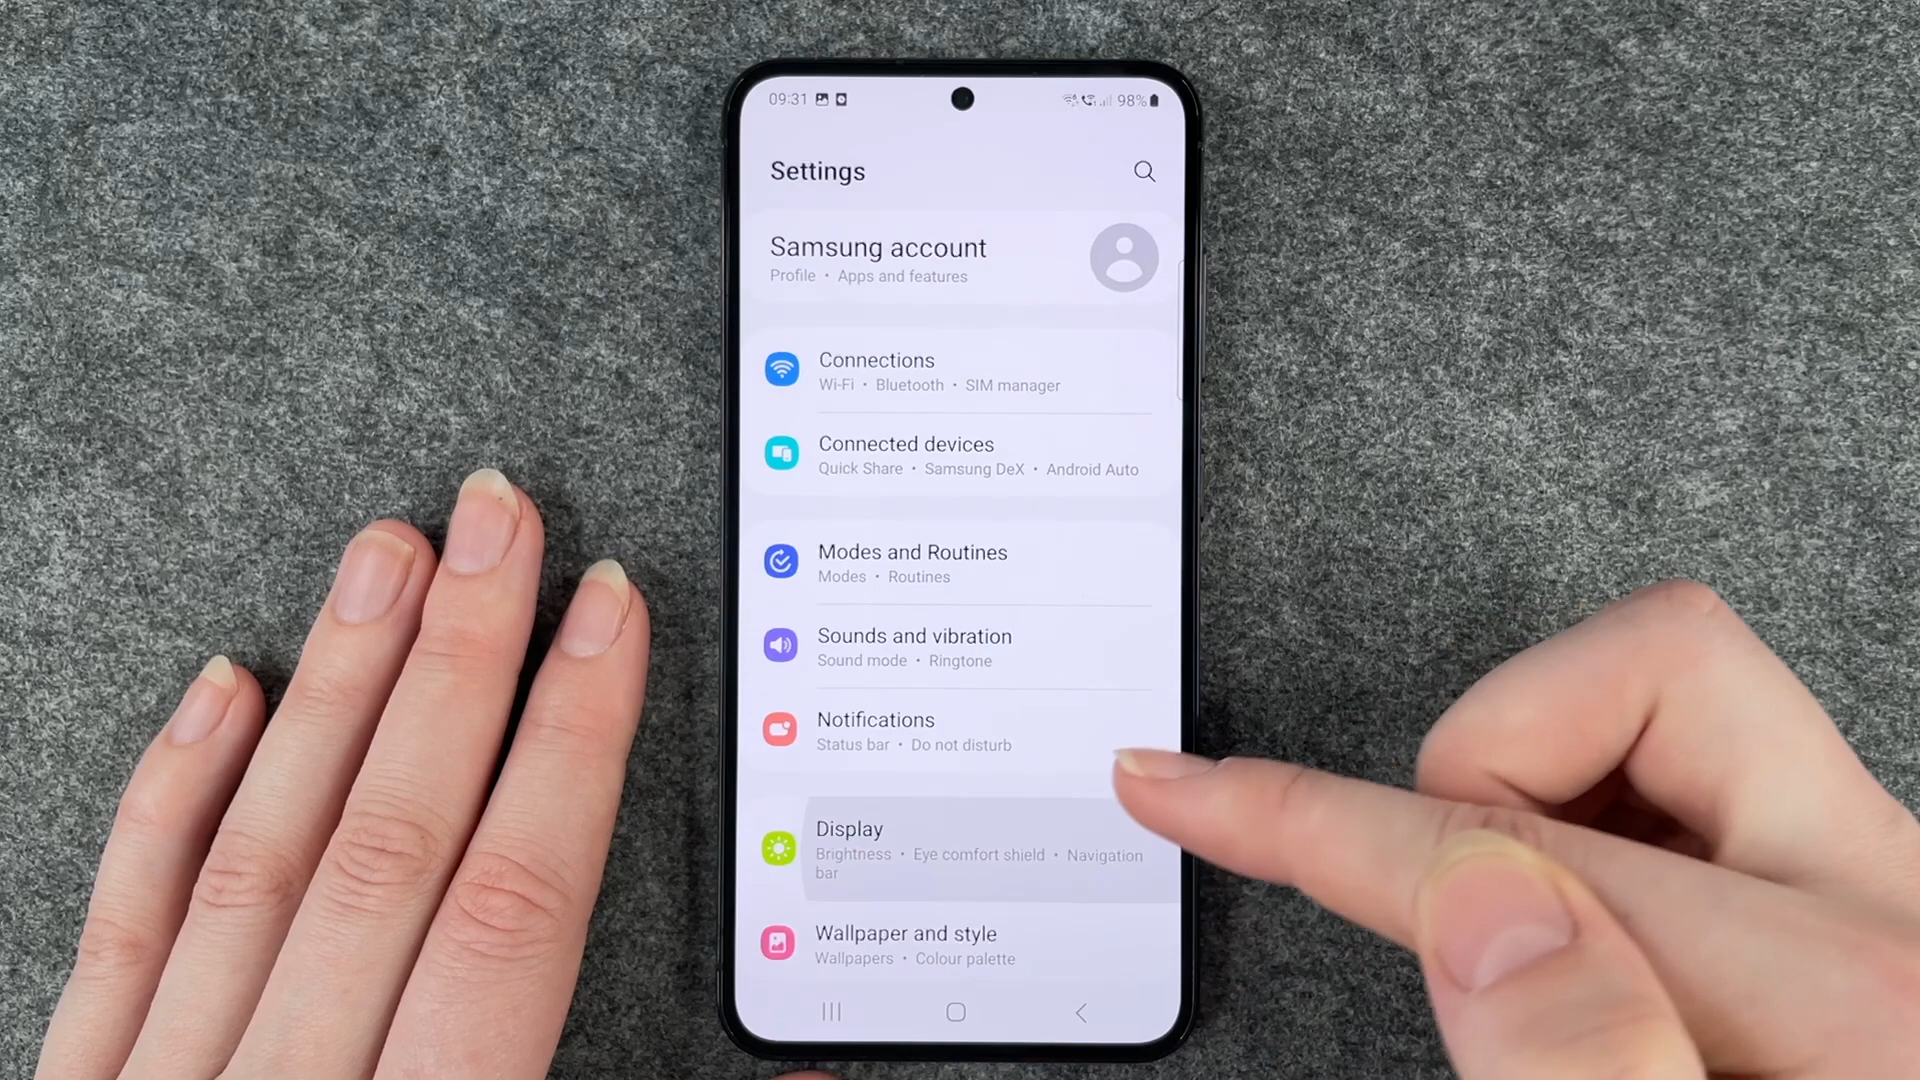 09:31 98%
Settings
Samsung account
Profile • Apps and features
Connections
Wi-Fi • Bluetooth • SIM manager
Connected devices
Quick Share • Samsung DeX • Android Auto
Modes and Routines
Modes • Routines
Sounds and vibration
Sound mode • Ringtone
Notifications
Status bar • Do not disturb
Display
Brightness • Eye comfort shield • Navigation
bar
Wallpaper and style
Wallpapers • Colour palette